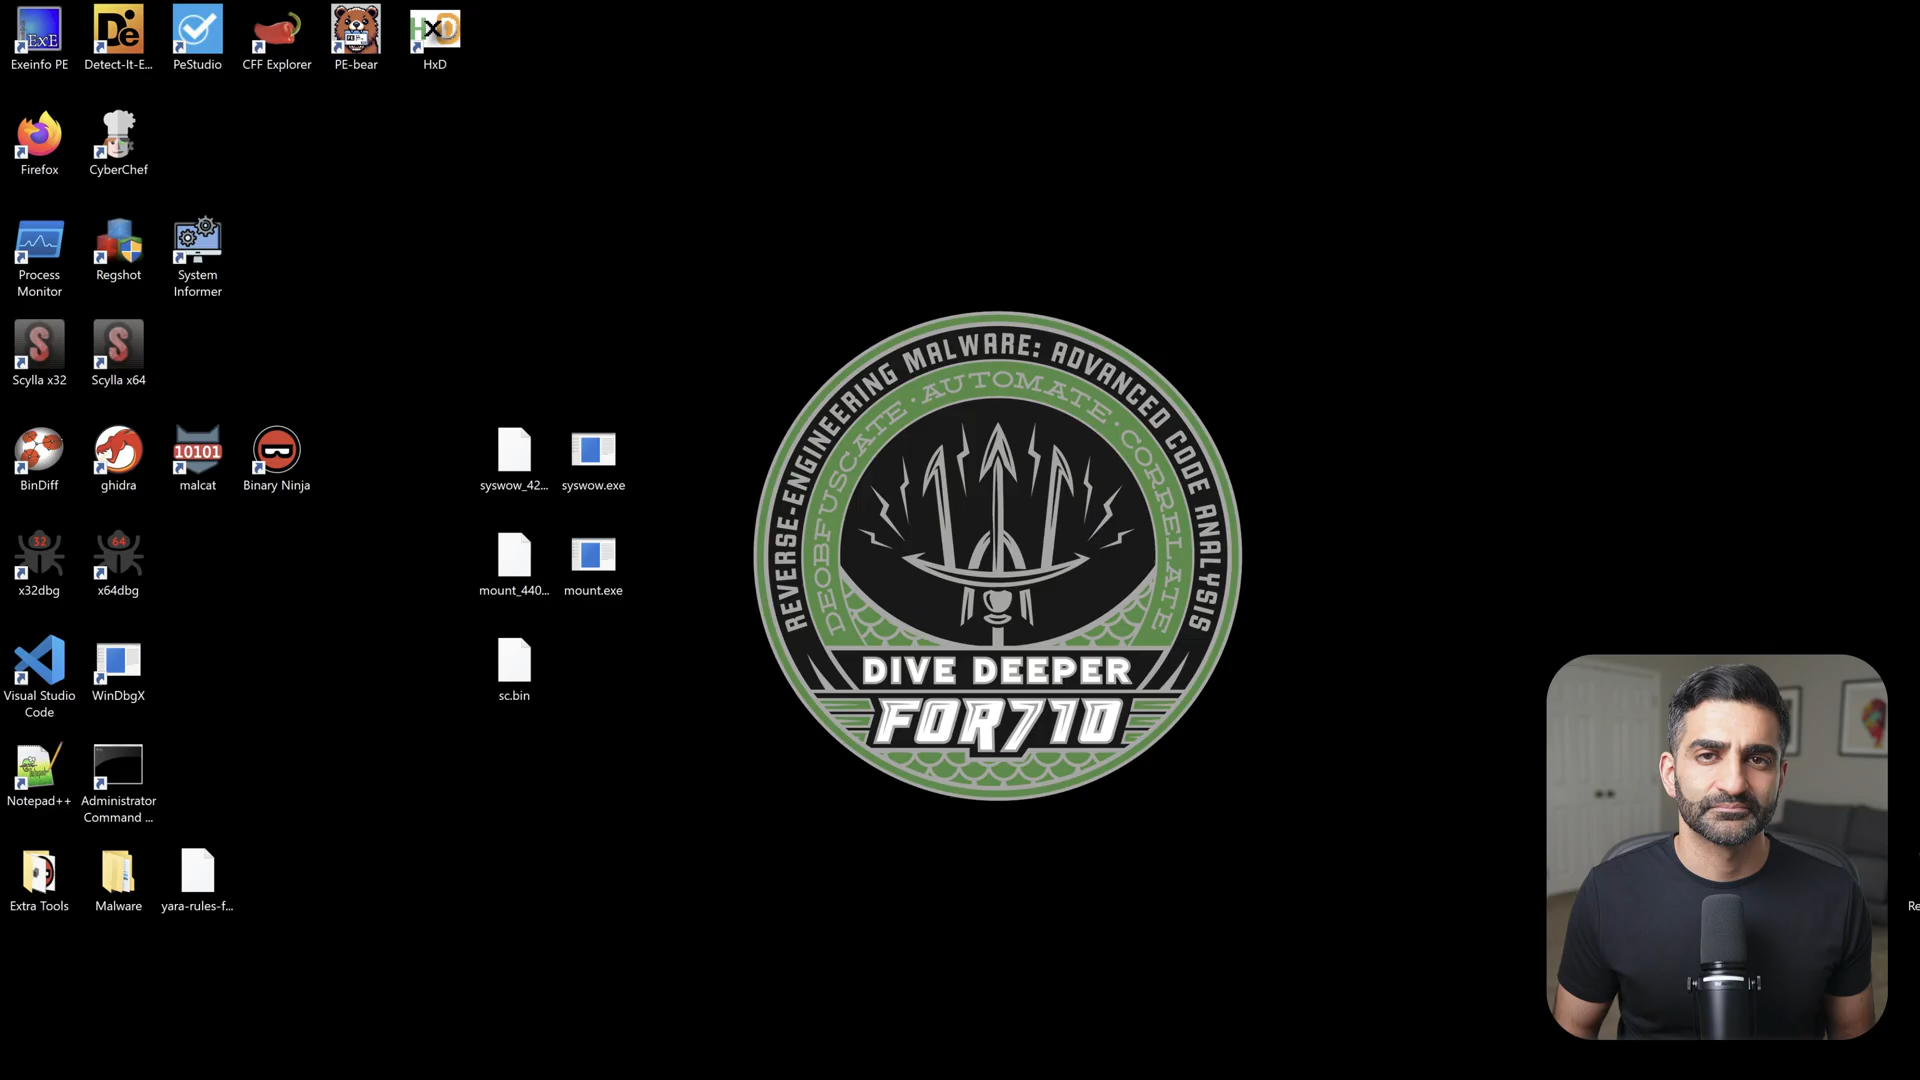 Exeinfo PE
Detect-It-E...
PeStudio
CFF Explorer
PE-bear
HxD
Firefox
CyberChef
Process
Monitor
Regshot
System
Informer
Scylla x32
Scylla x64
BinDiff
ghidra
10101
malcat
Binary Ninja
syswow_42...
syswow.exe
32
x32dbg
64
x64dbg
mount_440...
mount.exe
Visual Studio
Code
WinDbgX
sc.bin
Notepad++
Administrator
Command ...
Extra Tools
Malware
yara-rules-f...
REVERSE-ENGINEERING MALWARE: ADVANCED CODE ANALYSIS
DEOBFUSCATE · AUTOMATE · CORRELATE
DIVE DEEPER
FOR710
Re